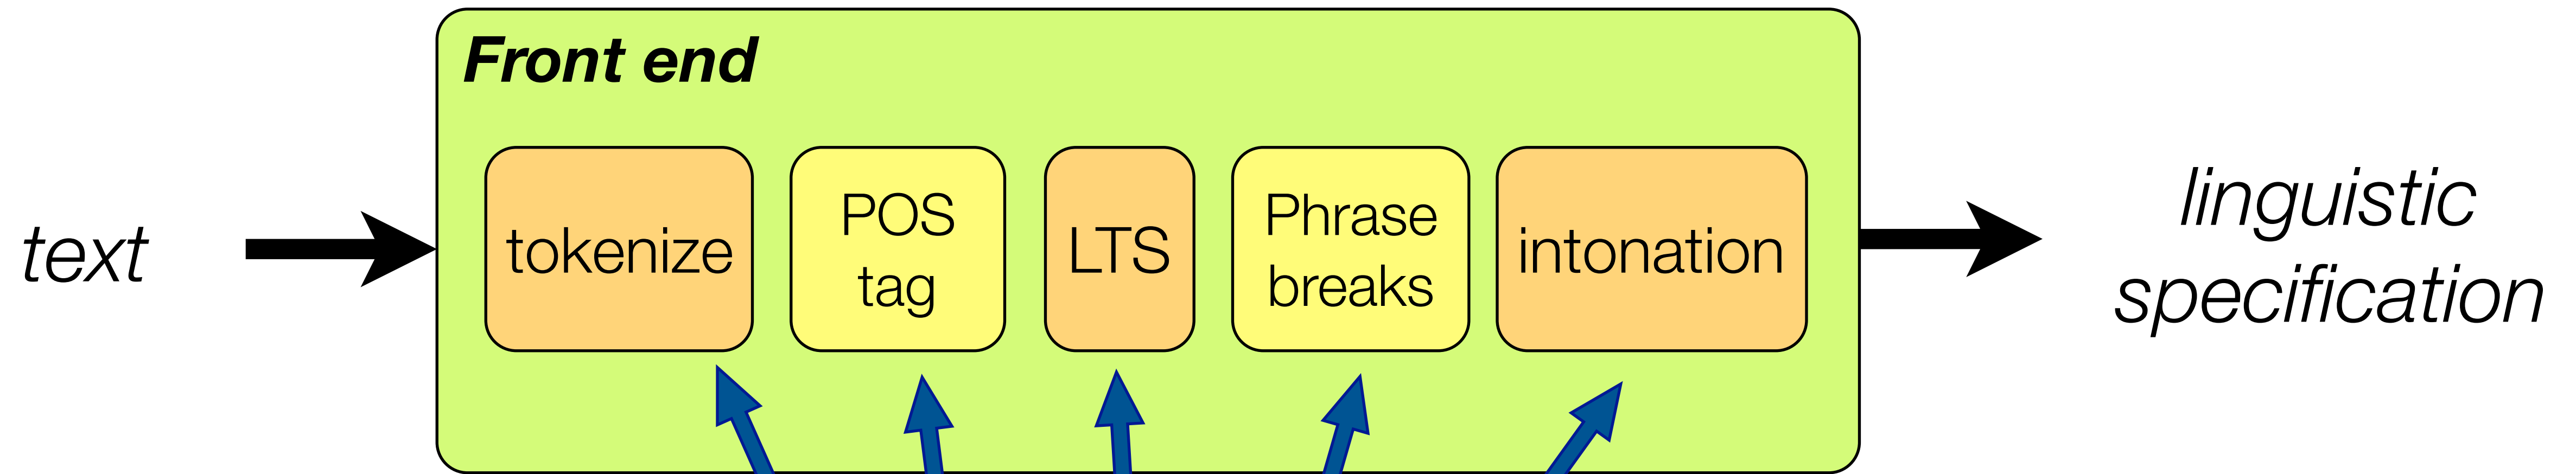 Front end
text
tokenize
POS
tag
LTS
Phrase
breaks
intonation
linguistic
specification